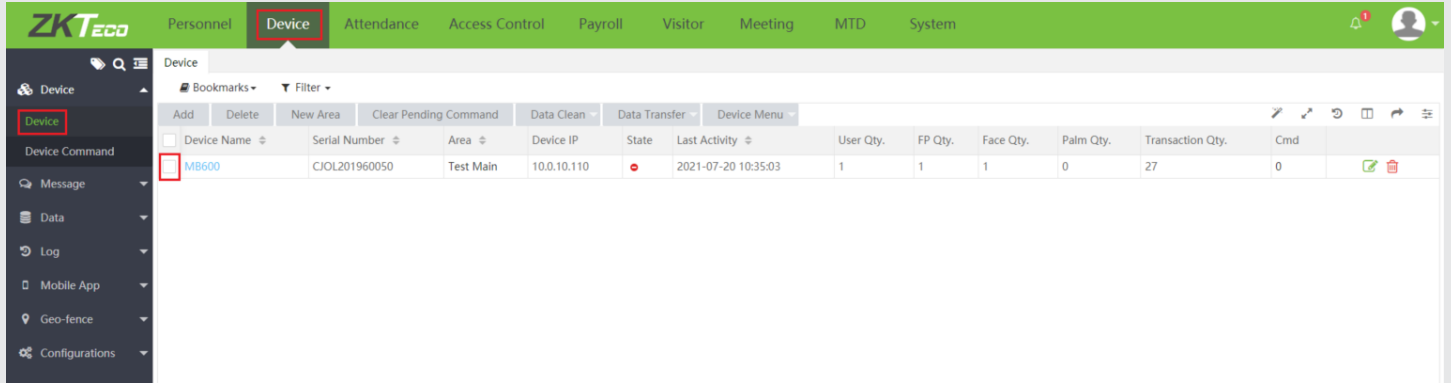 ZKTeco Personnel Device Attendance Access Control Payroll Visitor Meeting MTD System 1
Device
Device
Bookmarks Filter
Device
Add Delete New Area Clear Pending Command Data Clean Data Transfer Device Menu
Device Name Serial Number Area Device IP State Last Activity User Qty. FP Qty. Face Qty. Palm Qty. Transaction Qty. Cmd
Device Command
MB600 CJOL201960050 Test Main 10.0.10.110 2021-07-20 10:35:03 1 1 1 0 27 0
Message
Data
Log
Mobile App
Geo-fence
Configurations